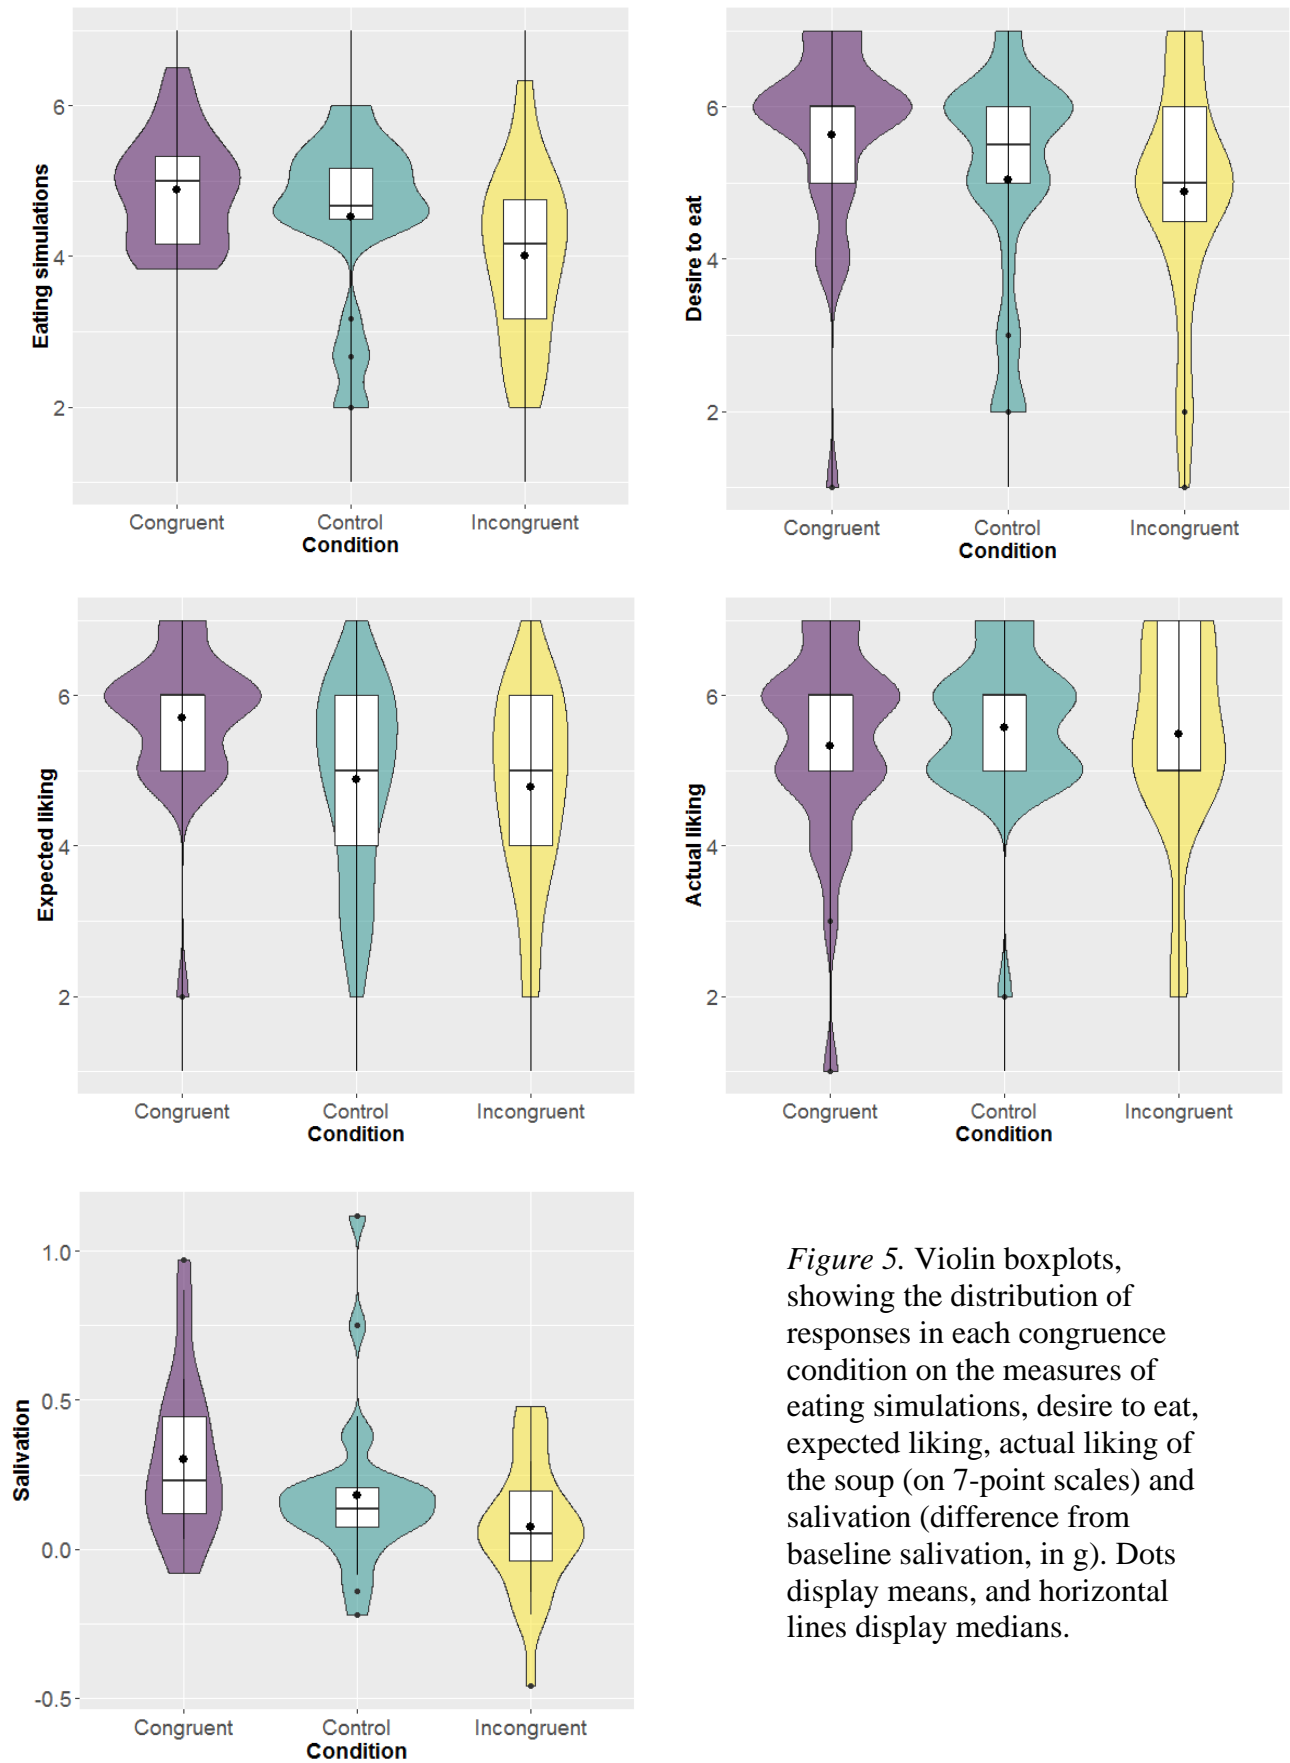 Eating simulations
6
4
2
Congruent
Control
Incongruent
Condition
Desire to eat
6
4
2
Congruent
Control
Incongruent
Condition
Expected liking
6
4
2
Congruent
Control
Incongruent
Condition
Actual liking
6
4
2
Congruent
Control
Incongruent
Condition
Salivation
1.0
0.5
0.0
-0.5
Congruent
Control
Incongruent
Condition
Figure 5. Violin boxplots,
showing the distribution of
responses in each congruence
condition on the measures of
eating simulations, desire to eat,
expected liking, actual liking of
the soup (on 7-point scales) and
salivation (difference from
baseline salivation, in g). Dots
display means, and horizontal
lines display medians.